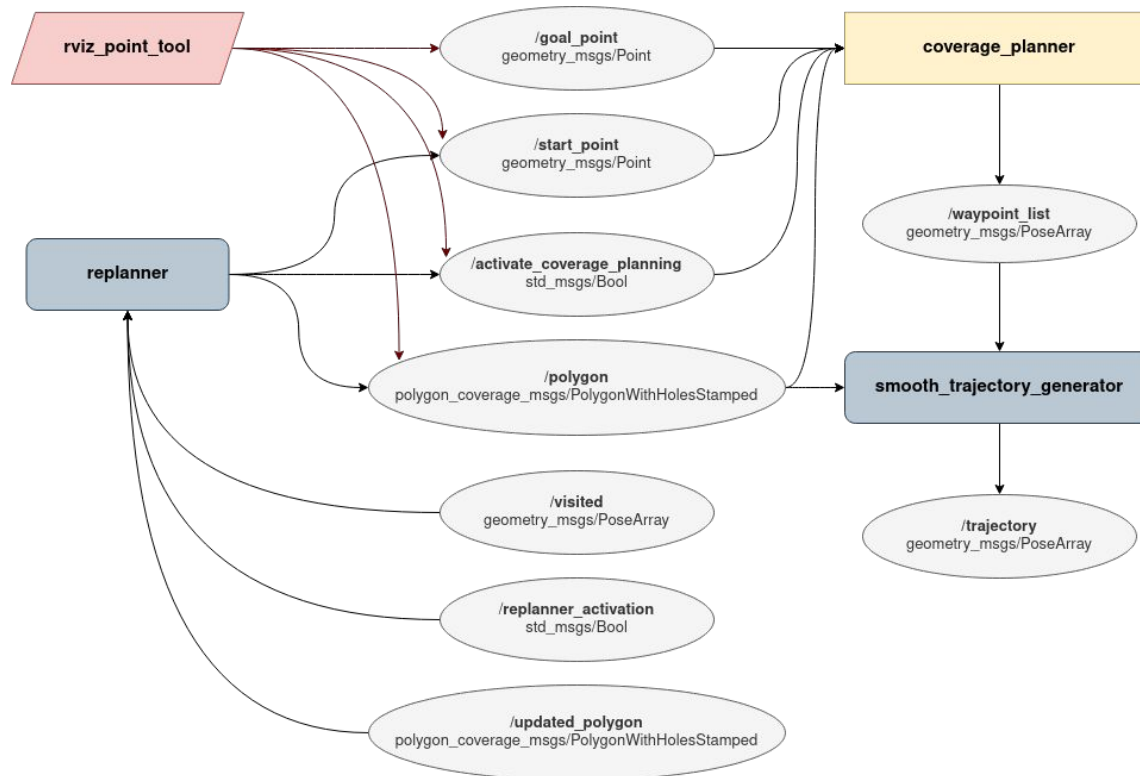 rviz_point_tool
/goal_point
geometry_msgs/Point
coverage_planner
/start_point
geometry_msgs/Point
/waypoint_list
geometry_msgs/PoseArray
replanner
/activate_coverage_planning
std_msgs/Bool
/polygon
polygon_coverage_msgs/PolygonWithHolesStamped
smooth_trajectory_generator
/visited
geometry_msgs/PoseArray
/trajectory
geometry_msgs/PoseArray
/replanner_activation
std_msgs/Bool
/updated_polygon
polygon_coverage_msgs/PolygonWithHolesStamped